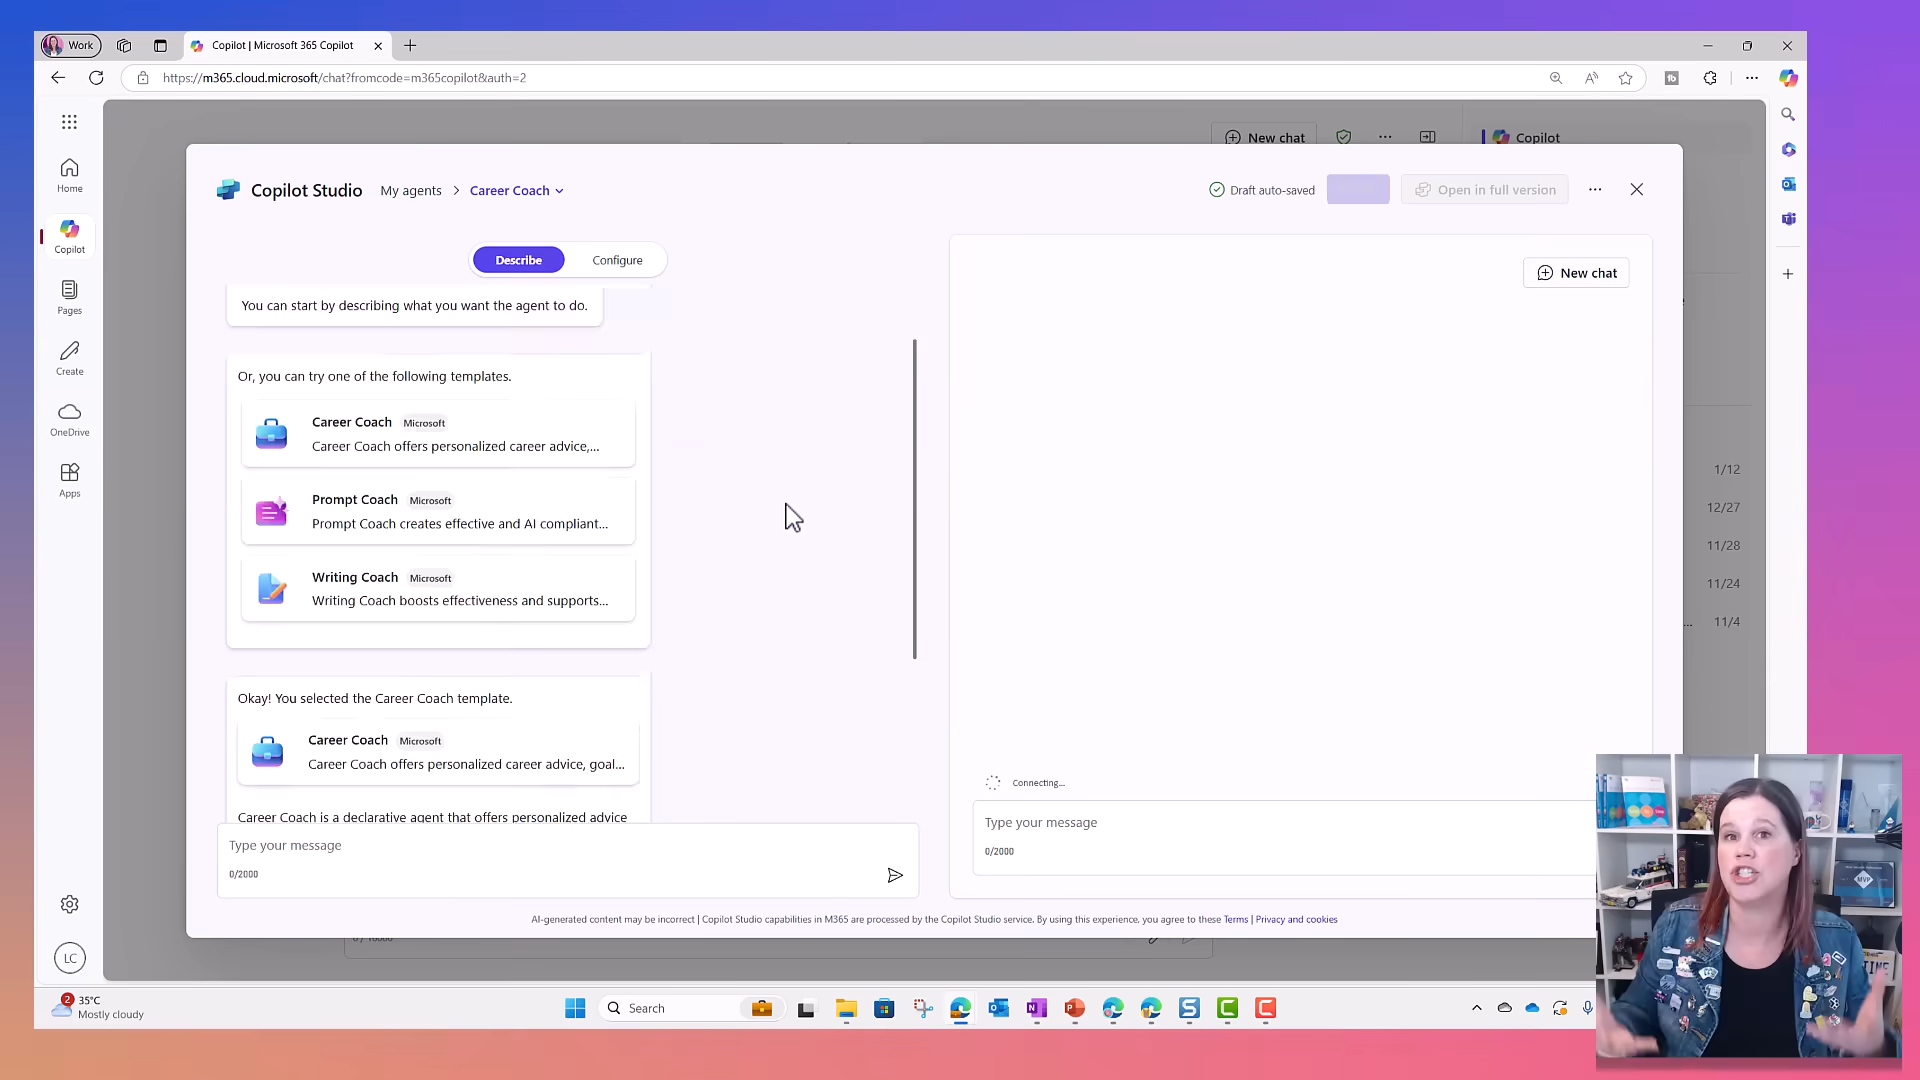 Work
Copilot | Microsoft 365 Copilot
https://m365.cloud.microsoft/chat?fromcode=m365copilot&auth=2
Home
Copilot
Pages
Create
OneDrive
Apps
LC
New chat
Copilot
Copilot Studio
My agents > Career Coach
Draft auto-saved
Open in full version
Describe
Configure
You can start by describing what you want the agent to do.
Or, you can try one of the following templates.
Career Coach Microsoft
Career Coach offers personalized career advice,...
Prompt Coach Microsoft
Prompt Coach creates effective and AI compliant...
Writing Coach Microsoft
Writing Coach boosts effectiveness and supports...
Okay! You selected the Career Coach template.
Career Coach Microsoft
Career Coach offers personalized career advice, goal...
Career Coach is a declarative agent that offers personalized advice
Type your message
0/2000
New chat
Connecting...
Type your message
0/2000
1/12
12/27
11/28
11/24
... 11/4
AI-generated content may be incorrect | Copilot Studio capabilities in M365 are processed by the Copilot Studio service. By using this experience, you agree to these Terms | Privacy and cookies
2
35°C
Mostly cloudy
Search
MVP